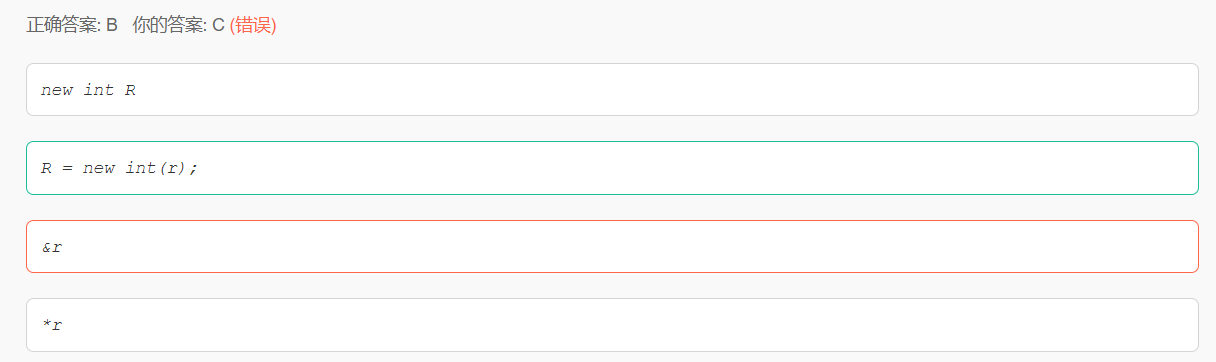 正确答案: B 你的答案: C (错误)
new int R
R = new int(r);
&r
*r